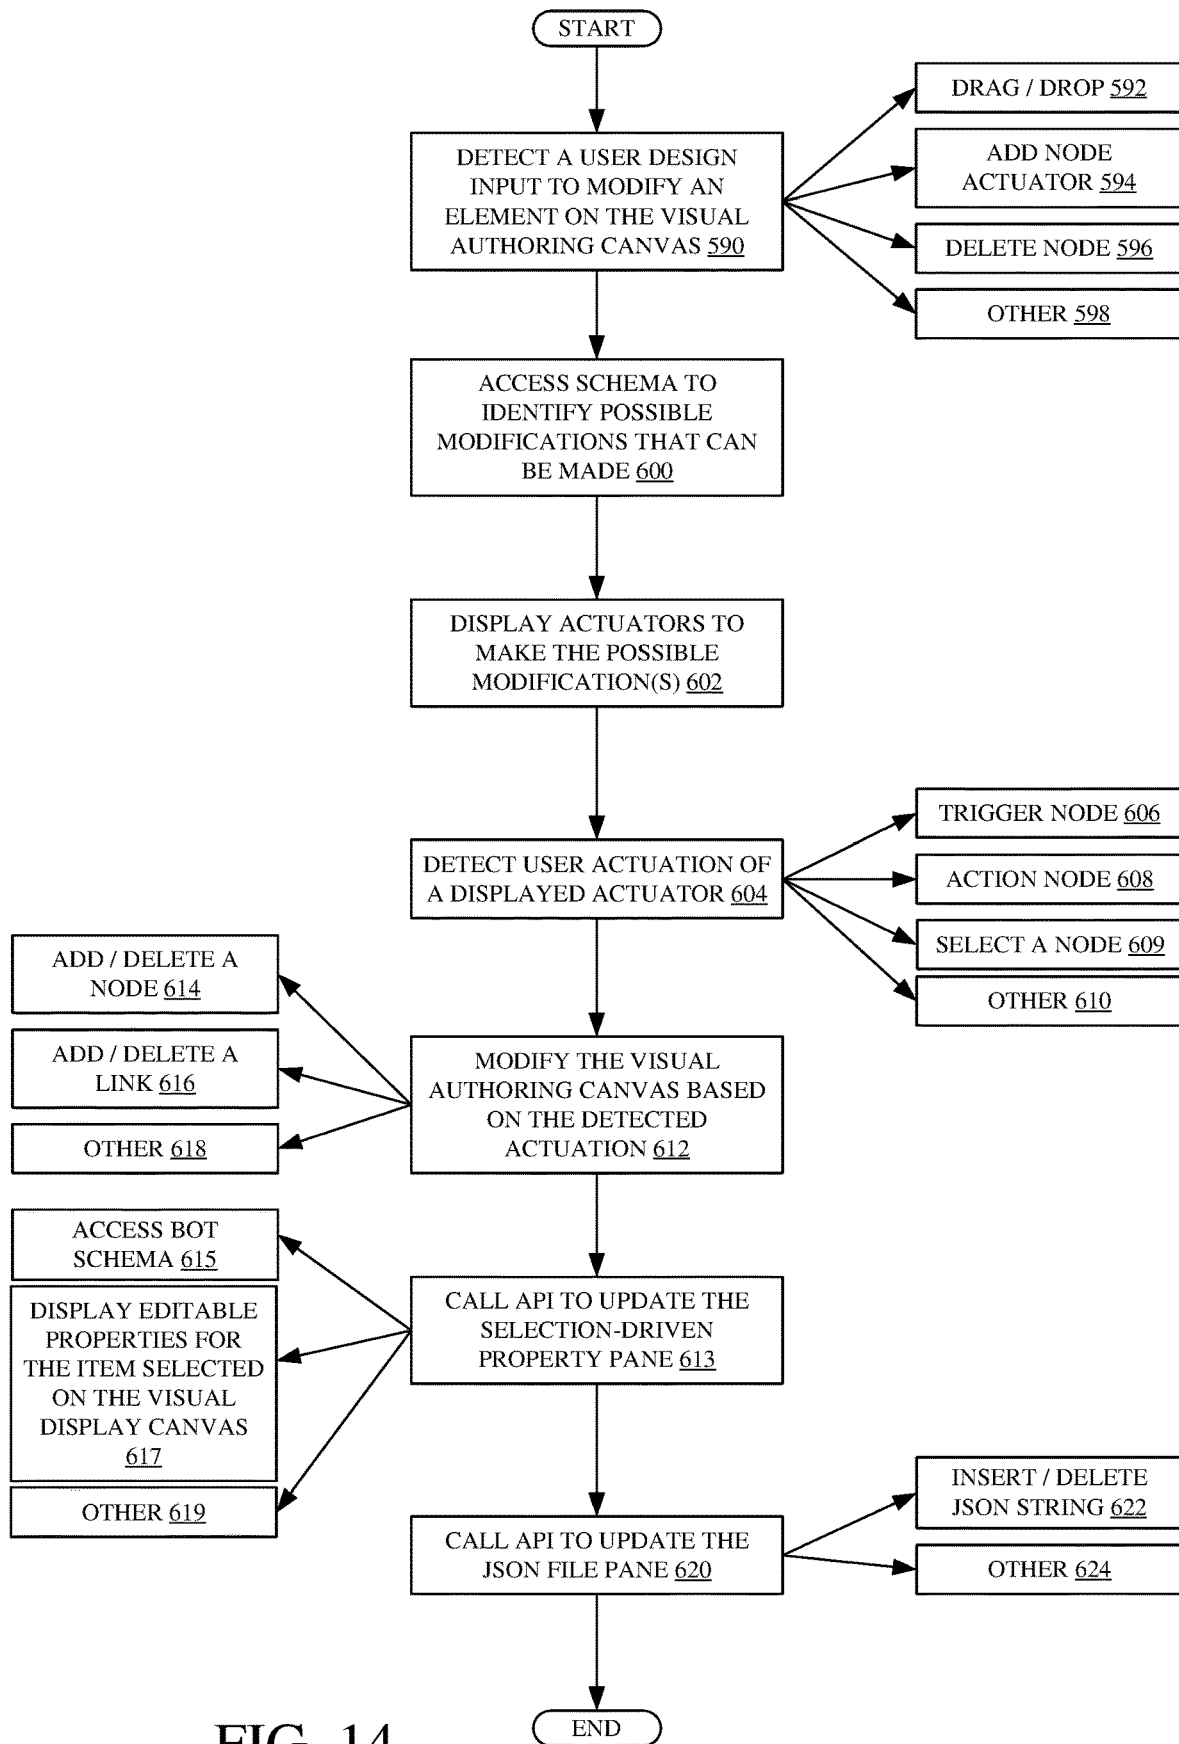 START
DETECT A USER DESIGN
INPUT TO MODIFY AN
ELEMENT ON THE VISUAL
AUTHORING CANVAS 590
DRAG / DROP 592
ADD NODE
ACTUATOR 594
DELETE NODE 596
OTHER 598
ACCESS SCHEMA TO
IDENTIFY POSSIBLE
MODIFICATIONS THAT CAN
BE MADE 600
DISPLAY ACTUATORS TO
MAKE THE POSSIBLE
MODIFICATION(S) 602
DETECT USER ACTUATION OF
A DISPLAYED ACTUATOR 604
TRIGGER NODE 606
ACTION NODE 608
SELECT A NODE 609
OTHER 610
MODIFY THE VISUAL
AUTHORING CANVAS BASED
ON THE DETECTED
ACTUATION 612
ADD / DELETE A
NODE 614
ADD / DELETE A
LINK 616
OTHER 618
CALL API TO UPDATE THE
SELECTION-DRIVEN
PROPERTY PANE 613
ACCESS BOT
SCHEMA 615
DISPLAY EDITABLE
PROPERTIES FOR
THE ITEM SELECTED
ON THE VISUAL
DISPLAY CANVAS
617
OTHER 619
CALL API TO UPDATE THE
JSON FILE PANE 620
INSERT / DELETE
JSON STRING 622
OTHER 624
END
FIG. 14